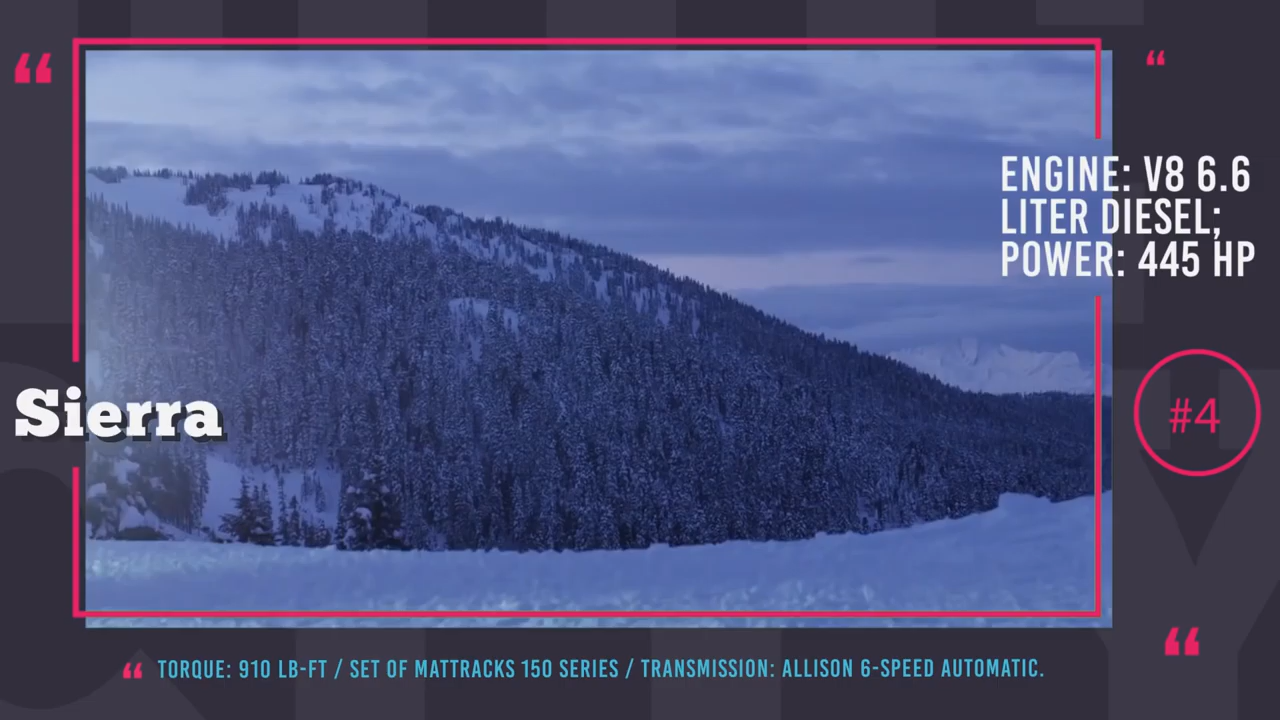 ENGINE: V8 6.6
LITER DIESEL;
POWER: 445 HP
Sierra
#4
TORQUE: 910 LB-FT / SET OF MATTRACKS 150 SERIES / TRANSMISSION: ALLISON 6-SPEED AUTOMATIC.